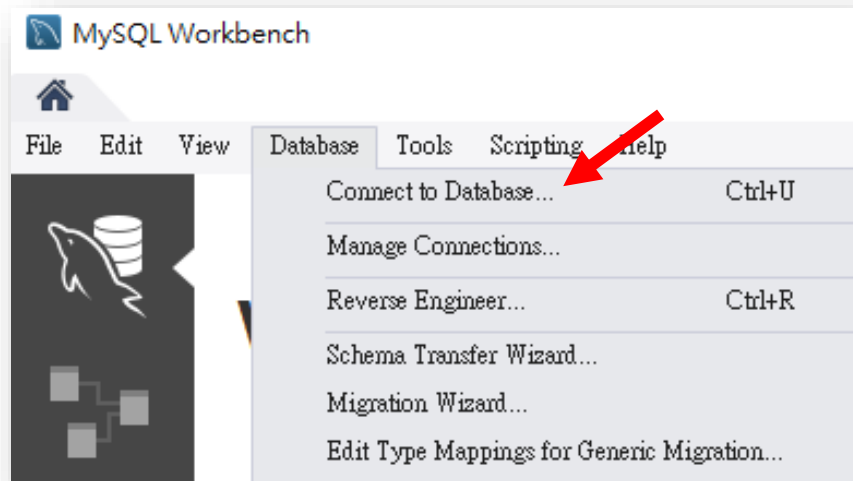 MySQL Workbench
File Edit View Database Tools Scripting Help
Connect to Database... Ctrl+U
Manage Connections...
Reverse Engineer... Ctrl+R
Schema Transfer Wizard...
Migration Wizard...
Edit Type Mappings for Generic Migration...